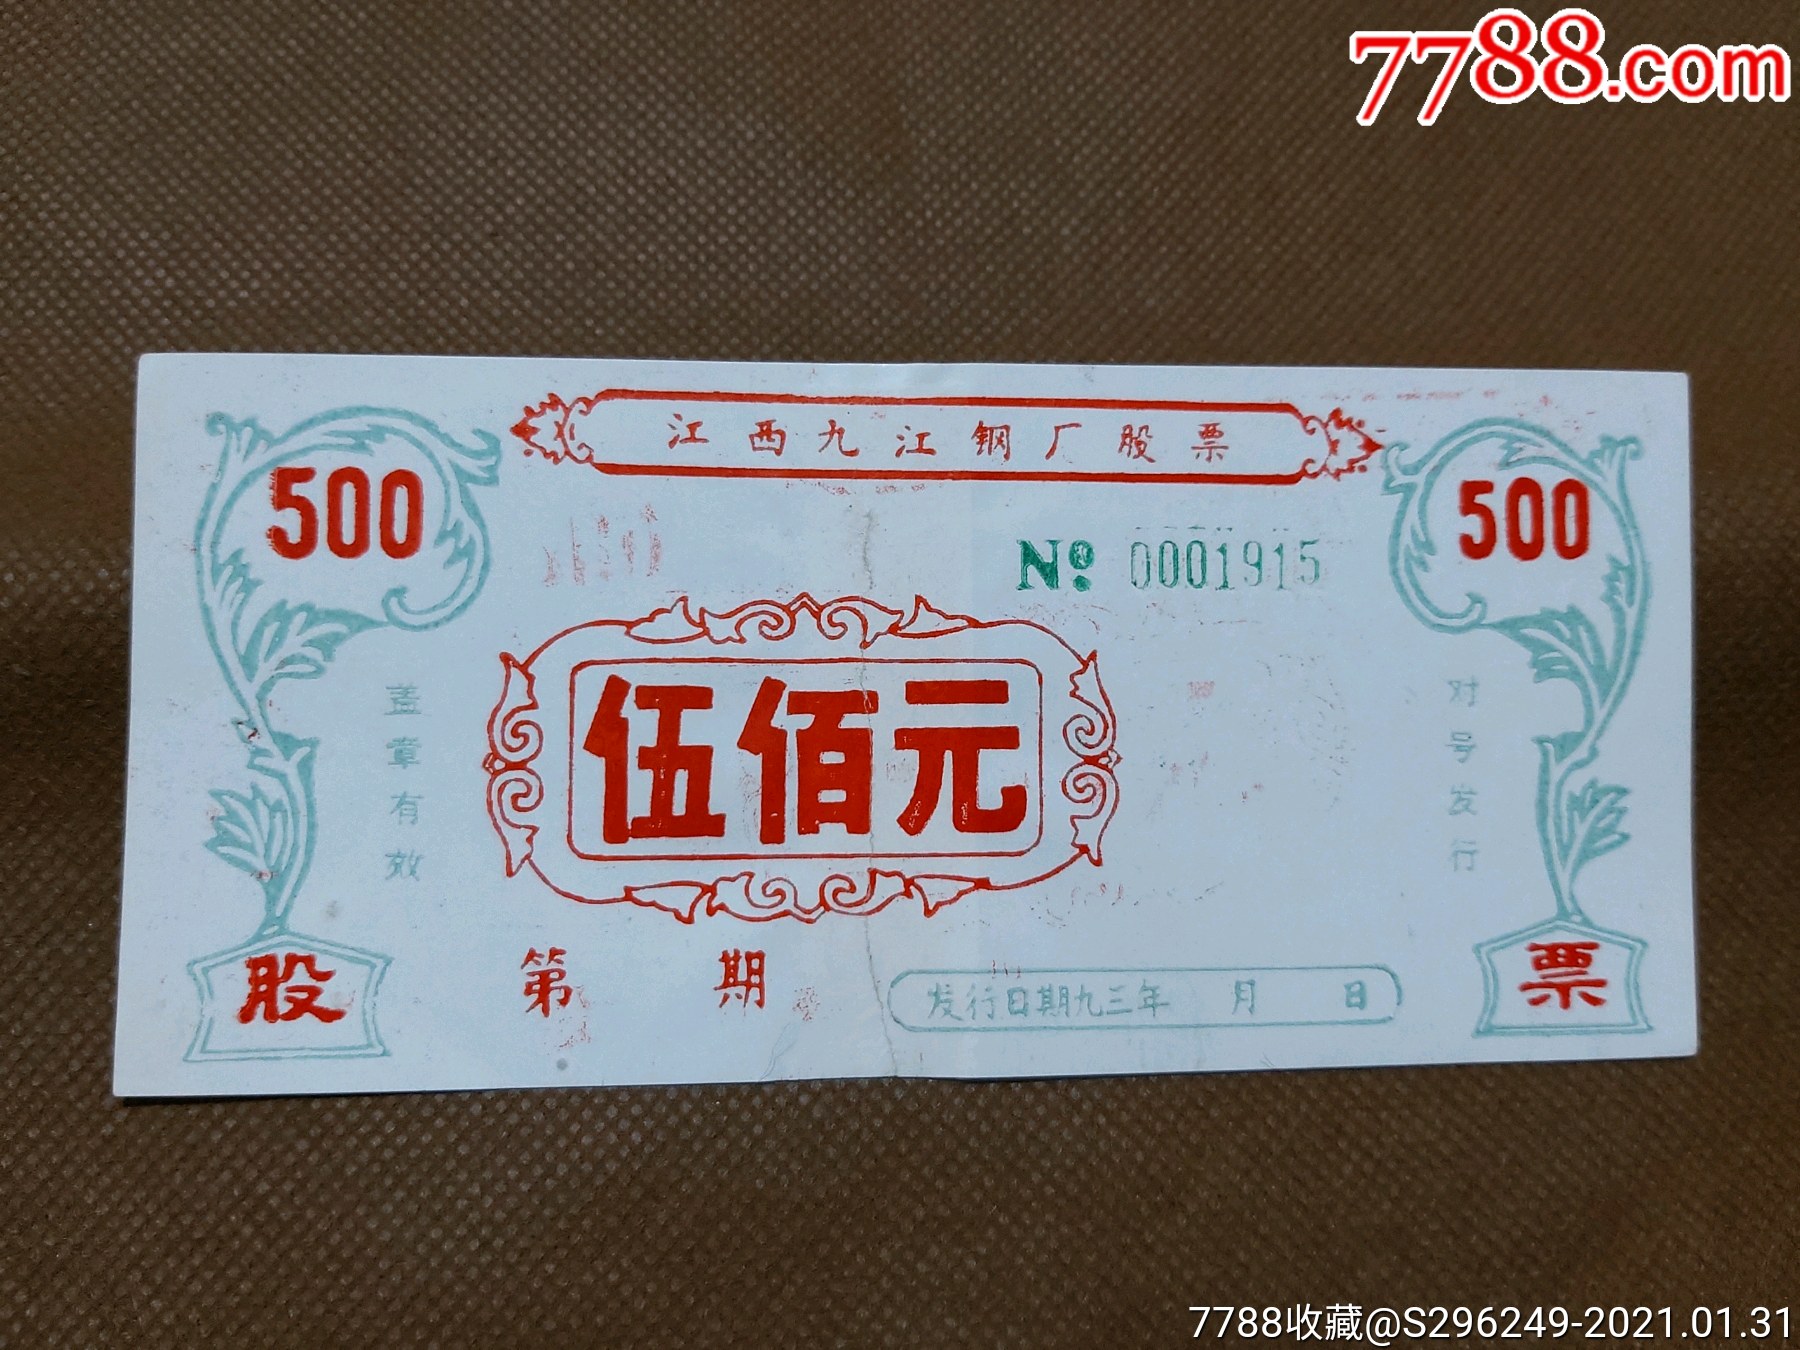 7788.com
江西九江钢厂股票
500
500
No 0001915
伍佰元
盖章有效
对号发行
第 期
发行日期九三年 月 日
股
票
7788收藏@S296249-2021.01.31